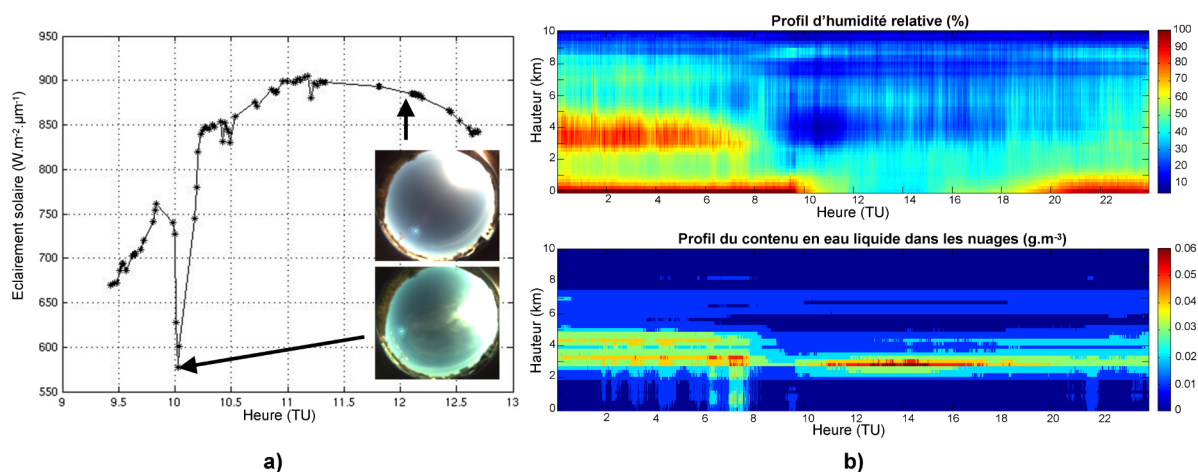 950
900
850
800
750
700
650
600
550
9 9.5 10 10.5 11 11.5 12 12.5 13
Eclairement solaire (W.m⁻².µm⁻¹)
Heure (TU)
a)
Profil d'humidité relative (%)
10
8
6
4
2
0
Hauteur (km)
2 4 6 8 10 12 14 16 18 20 22
Heure (TU)
100
90
80
70
60
50
40
30
20
10
Profil du contenu en eau liquide dans les nuages (g.m⁻³)
10
8
6
4
2
0
Hauteur (km)
2 4 6 8 10 12 14 16 18 20 22
Heure (TU)
0.06
0.05
0.04
0.03
0.02
0.01
0
b)